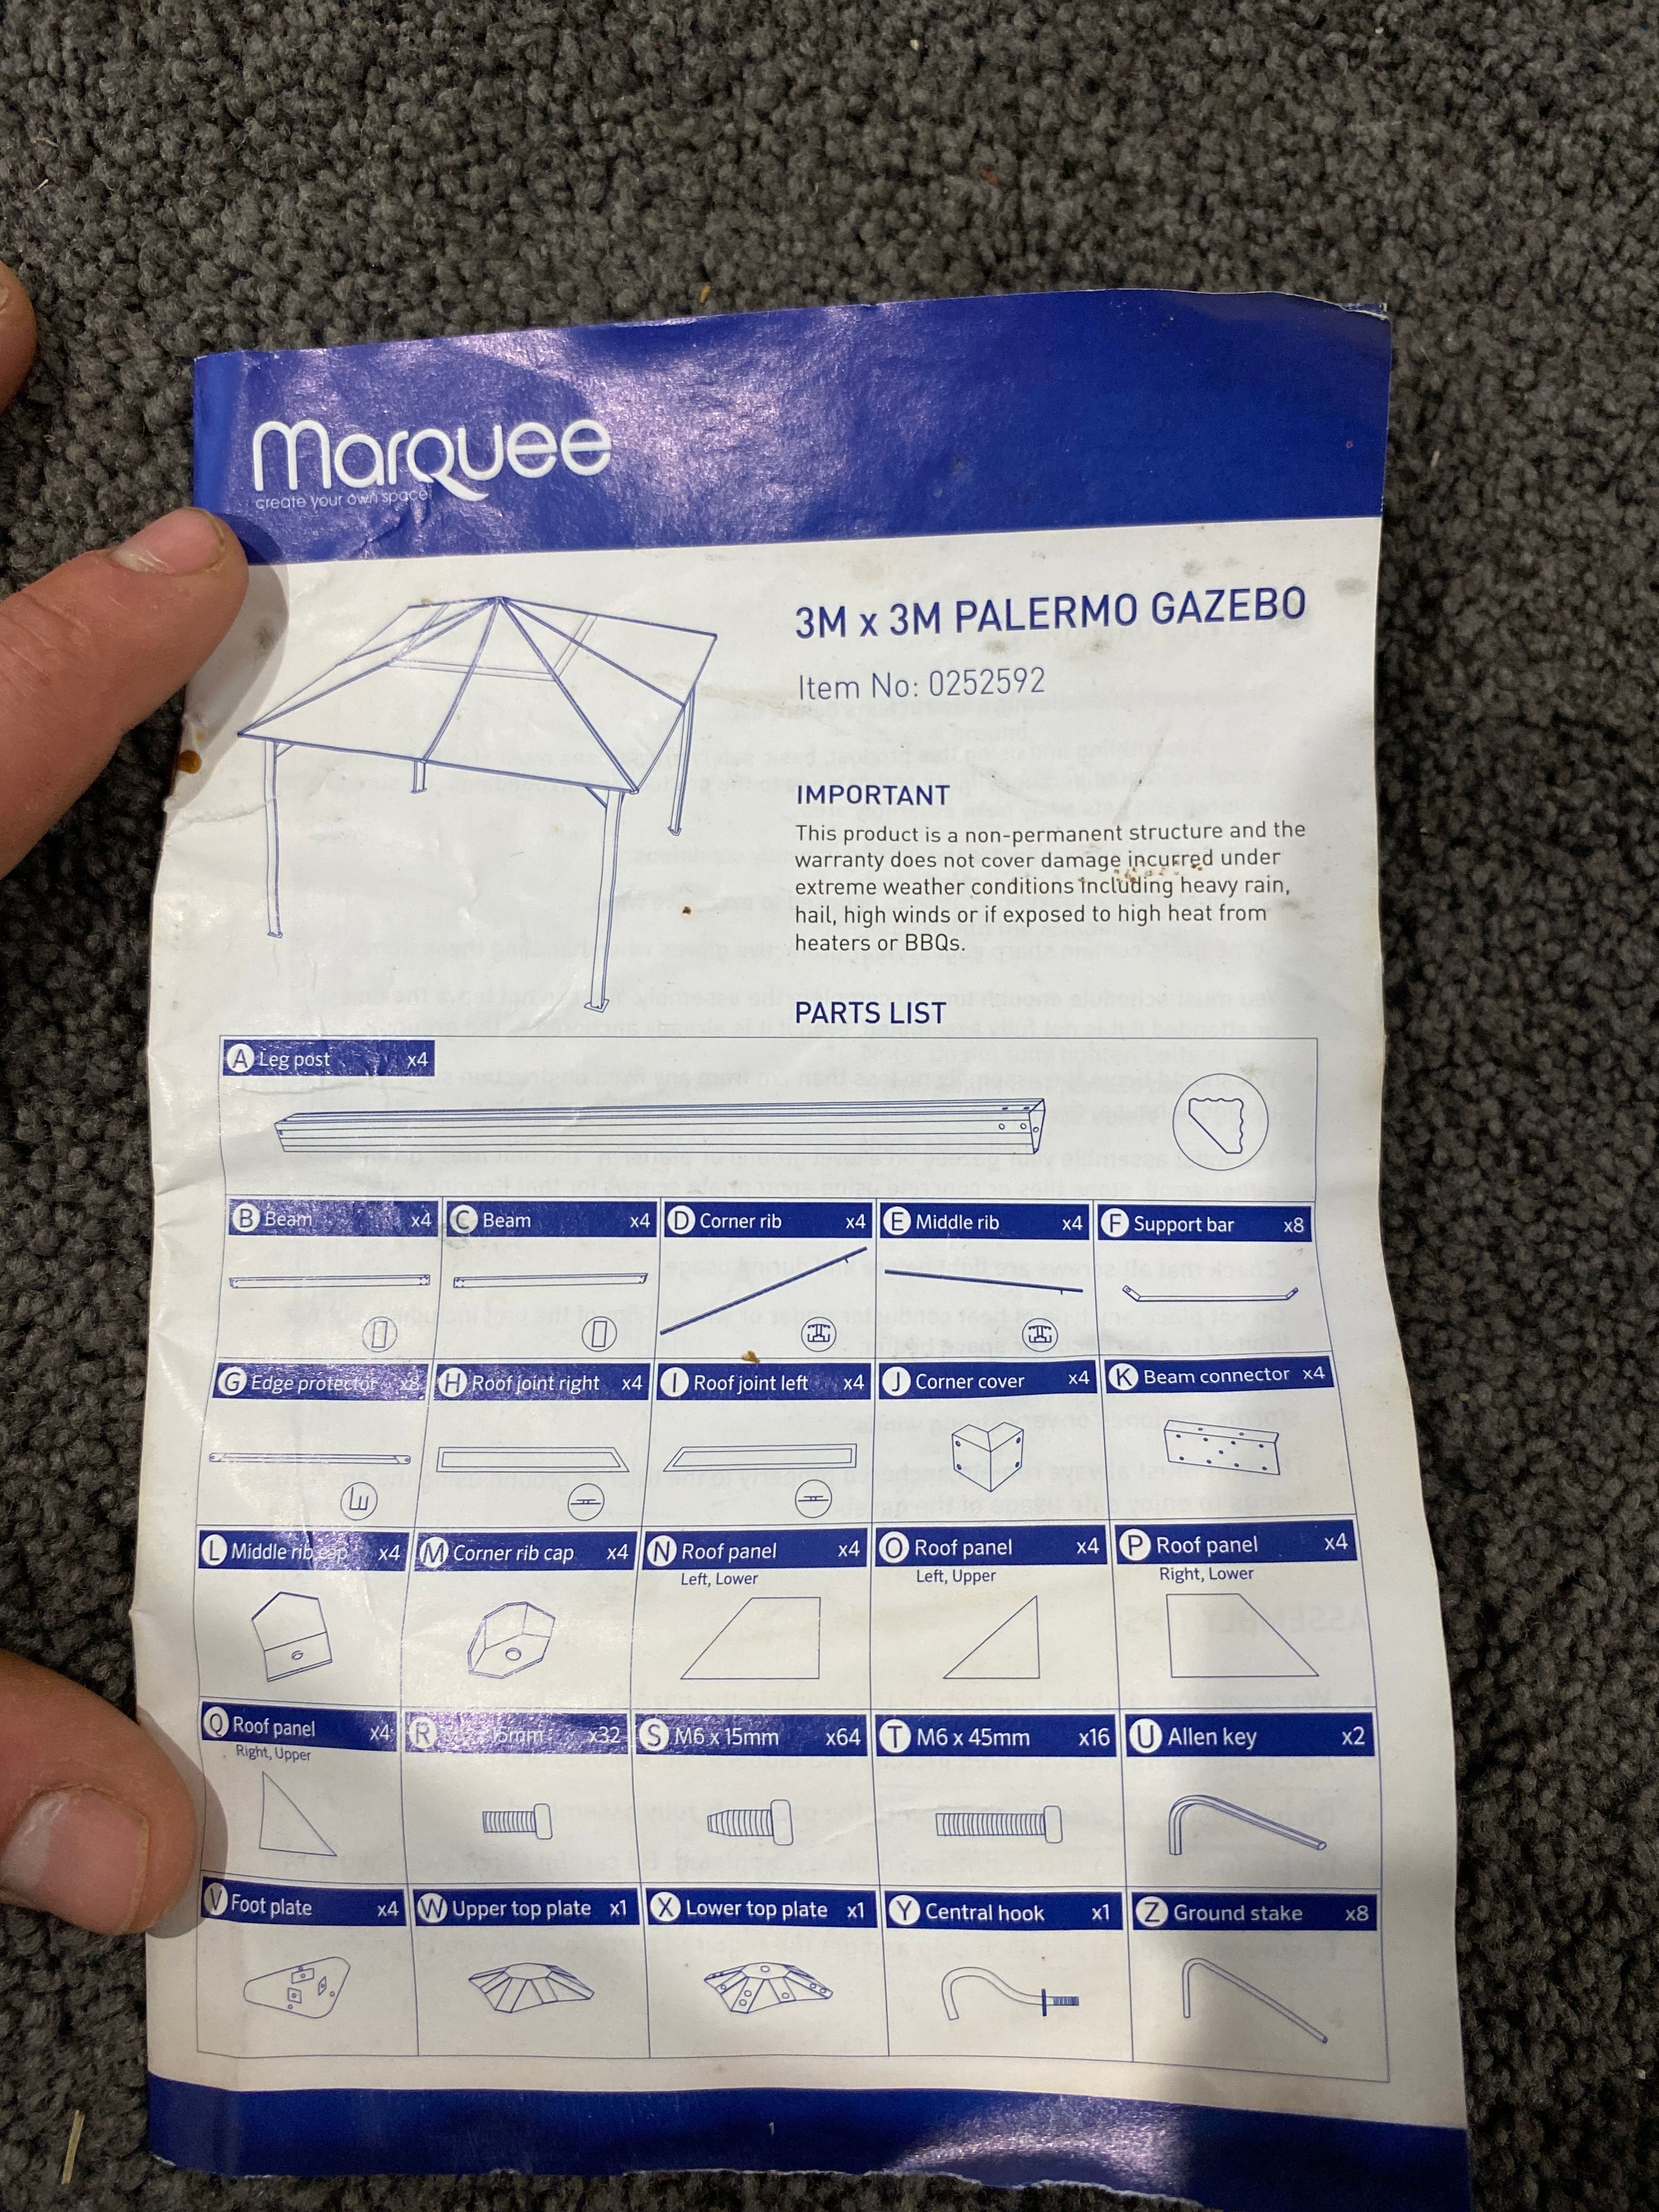 Marquee
create your own space
3M x 3M PALERMO GAZEBO
Item No: 0252592
IMPORTANT
This product is a non-permanent structure and the
warranty does not cover damage incurred under
extreme weather conditions including heavy rain,
hail, high winds or if exposed to high heat from
heaters or BBQs.
PARTS LIST
A Leg post x4
B Beam x4
C Beam x4
D Corner rib x4
E Middle rib x4
F Support bar x8
G Edge protector x8
H Roof joint right x4
I Roof joint left x4
J Corner cover x4
K Beam connector x4
L Middle rib cap x4
M Corner rib cap x4
N Roof panel x4
Left, Lower
O Roof panel x4
Left, Upper
P Roof panel x4
Right, Lower
Q Roof panel x4
Right, Upper
R 15mm x32
S M6 x 15mm x64
T M6 x 45mm x16
U Allen key x2
V Foot plate x4
W Upper top plate x1
X Lower top plate x1
Y Central hook x1
Z Ground stake x8
1